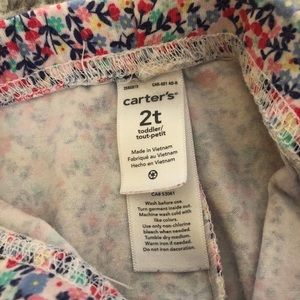 carter's®
2t
toddler/
tout-petit
Made in Vietnam
Fabriqué au Vietnam
Hecho en Vietnam
Wash before use.
Turn garment inside out.
Machine wash cold with
like colors.
Use only non-chlorine
bleach when needed.
Tumble dry medium.
Warm iron if needed.
Do not iron decoration.